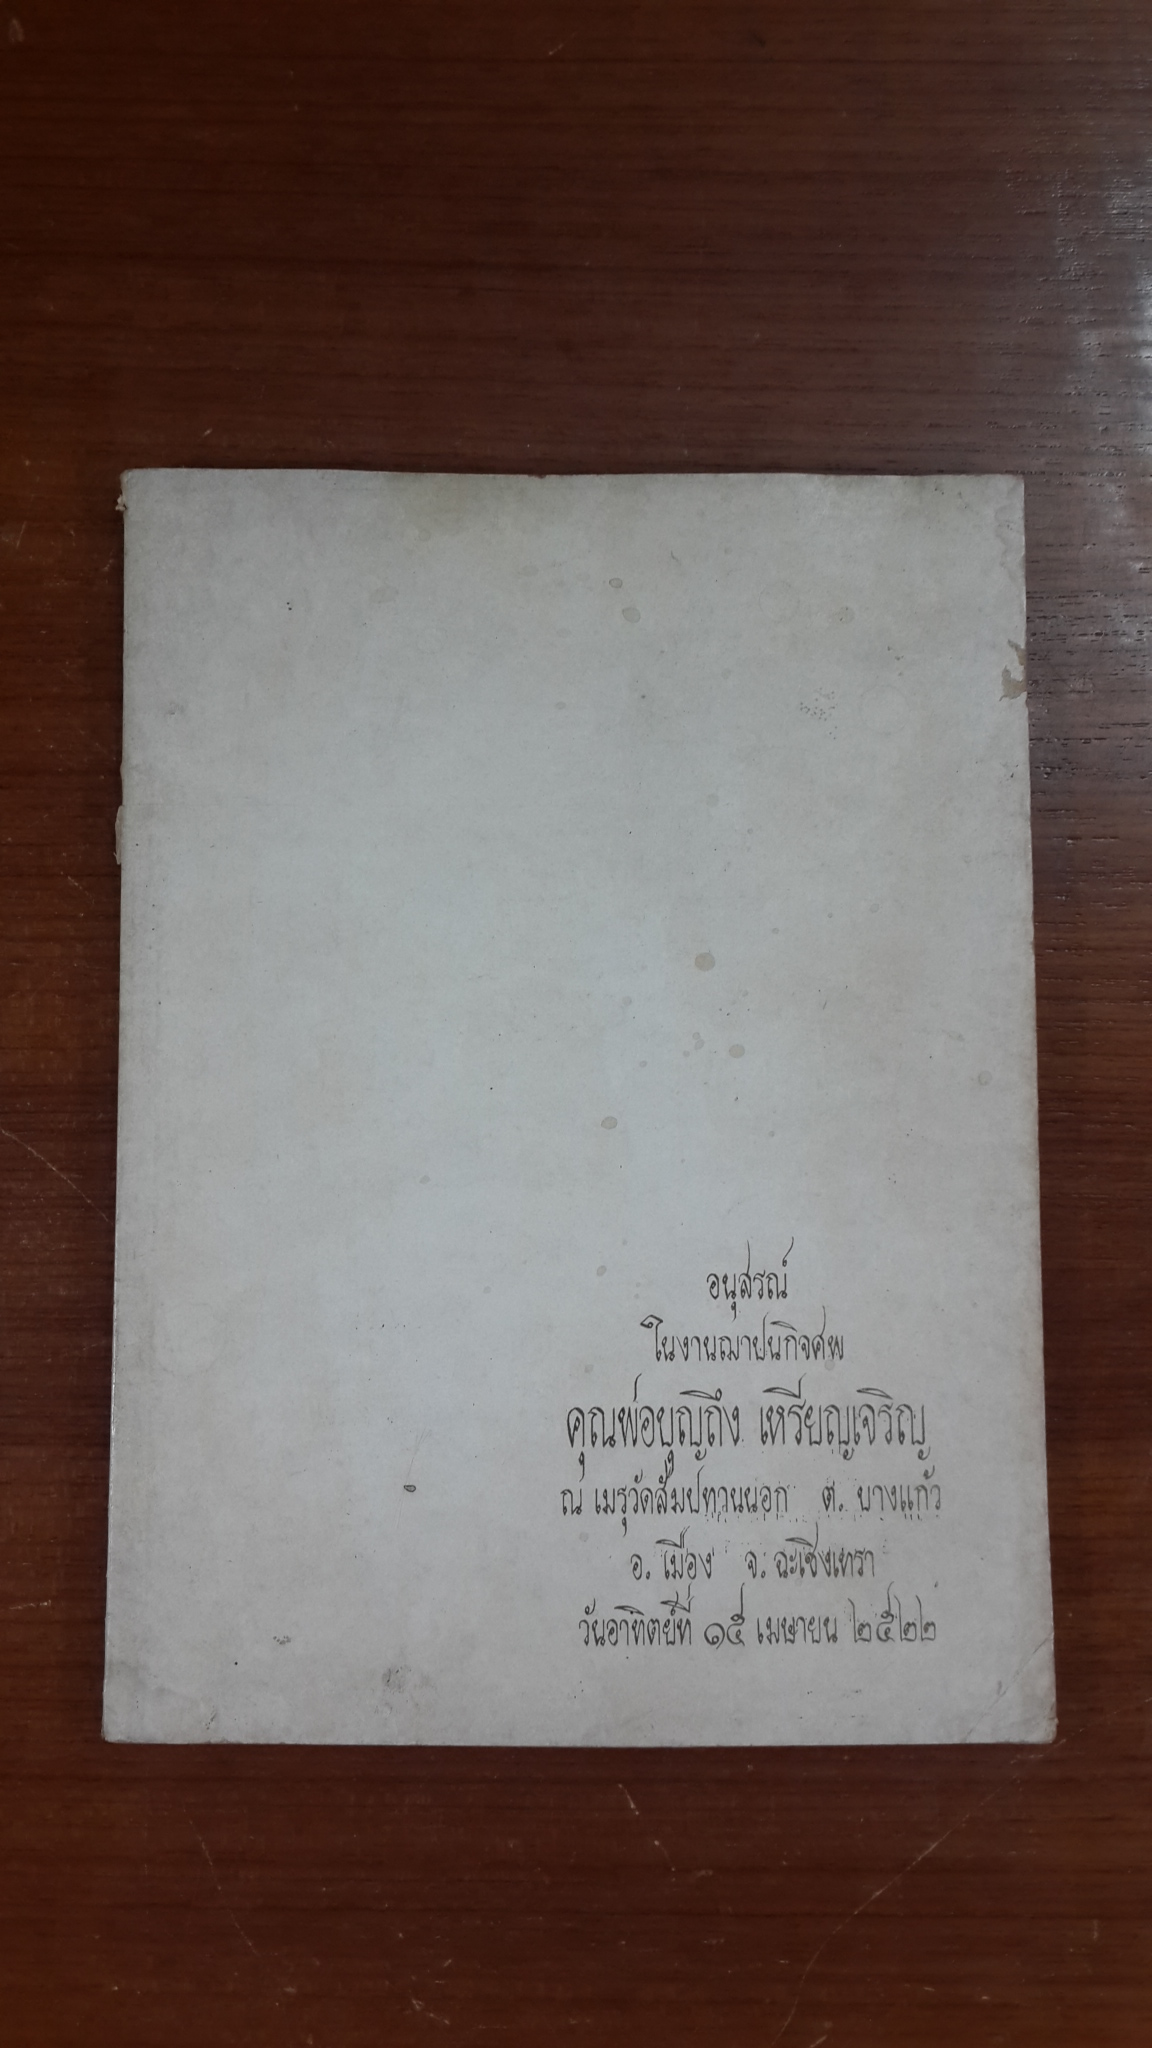 อนุสรณ์
ในงานฌาปนกิจศพ
คุณพ่อบุญถึง เหรียญเจริญ
ณ เมรุวัดสัมปทวนนอก ต. บางแก้ว
อ. เมือง จ. ฉะเชิงเทรา
วันอาทิตย์ที่ ๑๕ เมษายน ๒๕๒๒